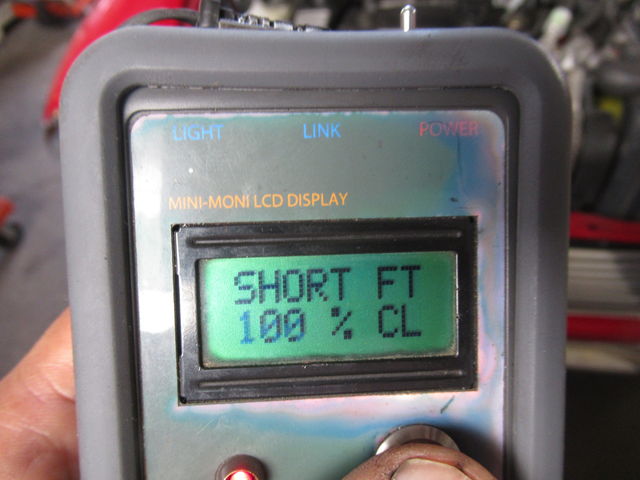 LIGHT LINK POWER
MINI-MONI LCD DISPLAY
SHORT FT
100 % CL